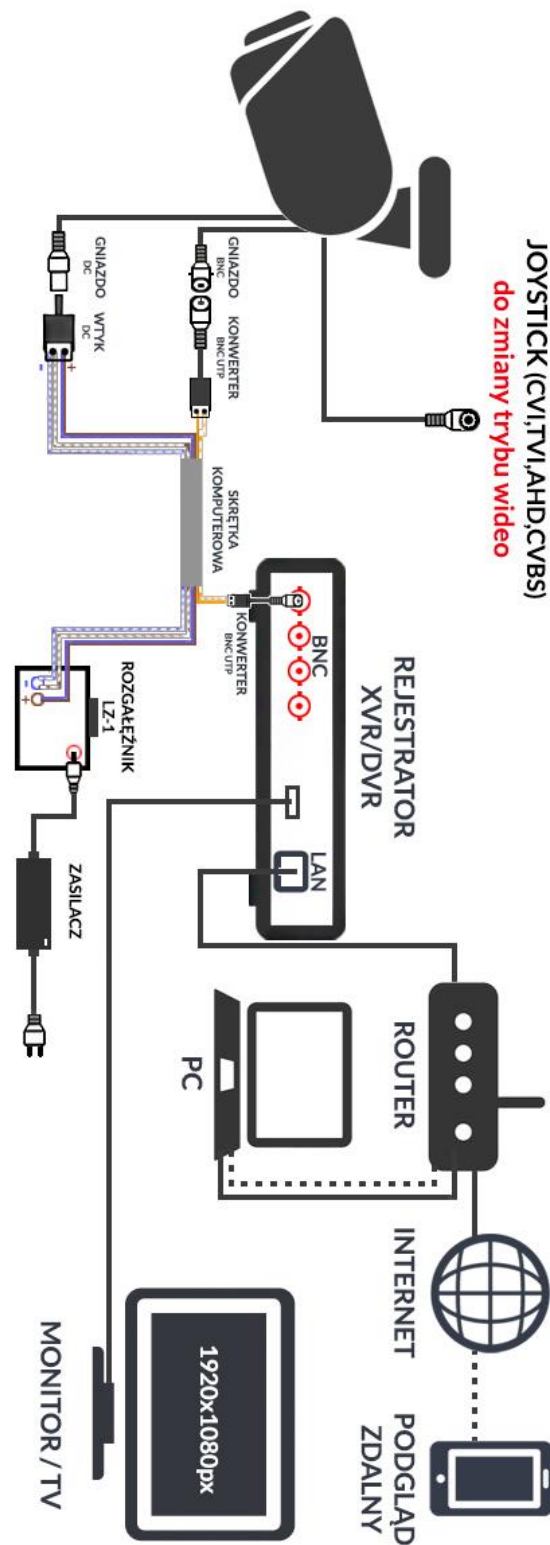 JOYSTICK (CVI,TVI,AHD,CVBS)
do zmiany trybu wideo
GNIAZDO
BNC
KONWERTER
BNC UTP
GNIAZDO
DC
WTYK
DC
+
-
SKRĘTKA
KOMPUTEROWA
KONWERTER
BNC UTP
BNC
REJESTRATOR
XVR/DVR
LAN
ROZGAŁĘŹNIK
LZ-1
-
+
ZASILACZ
ROUTER
PC
INTERNET
PODGLĄD
ZDALNY
1920x1080px
MONITOR / TV